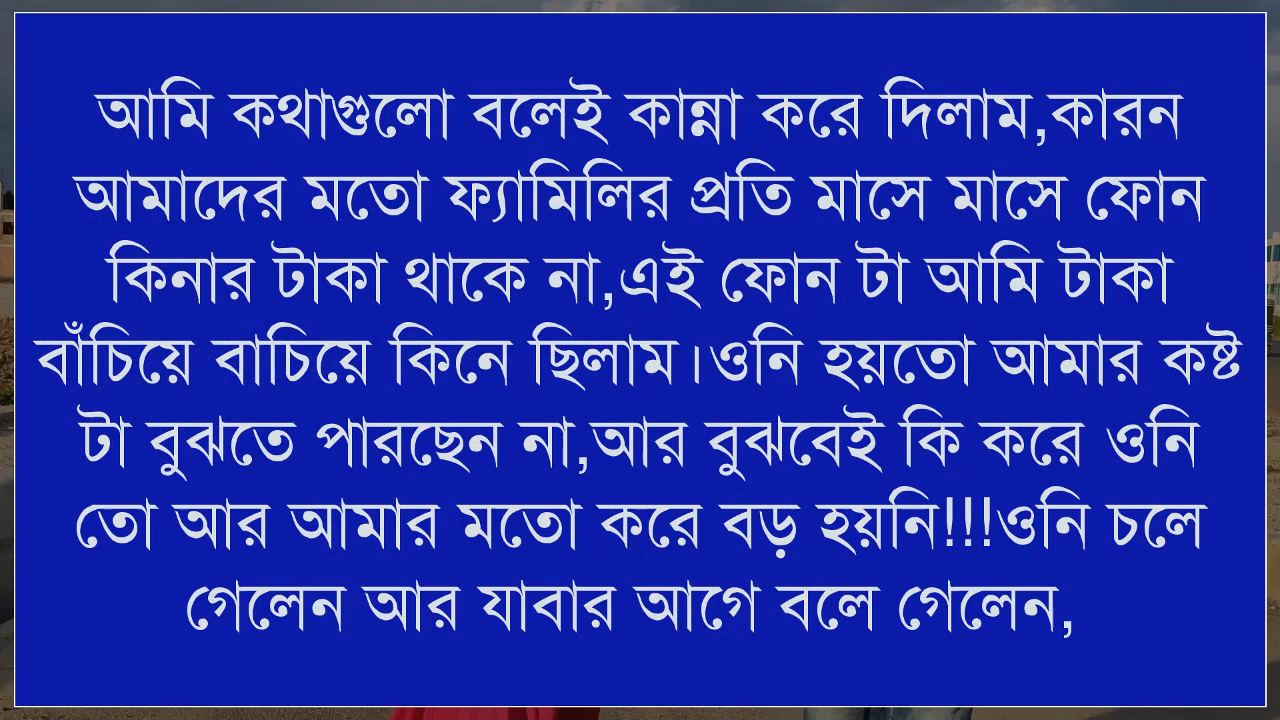 আমি কথাগুলো বলেই কান্না করে দিলাম,কারন
আমাদের মতো ফ্যামিলির প্রতি মাসে মাসে ফোন
কিনার টাকা থাকে না,এই ফোন টা আমি টাকা
বাঁচিয়ে বাচিয়ে কিনে ছিলাম।ওনি হয়তো আমার কষ্ট
টা বুঝতে পারছেন না,আর বুঝবেই কি করে ওনি
তো আর আমার মতো করে বড় হয়নি!!!ওনি চলে
গেলেন আর যাবার আগে বলে গেলেন,